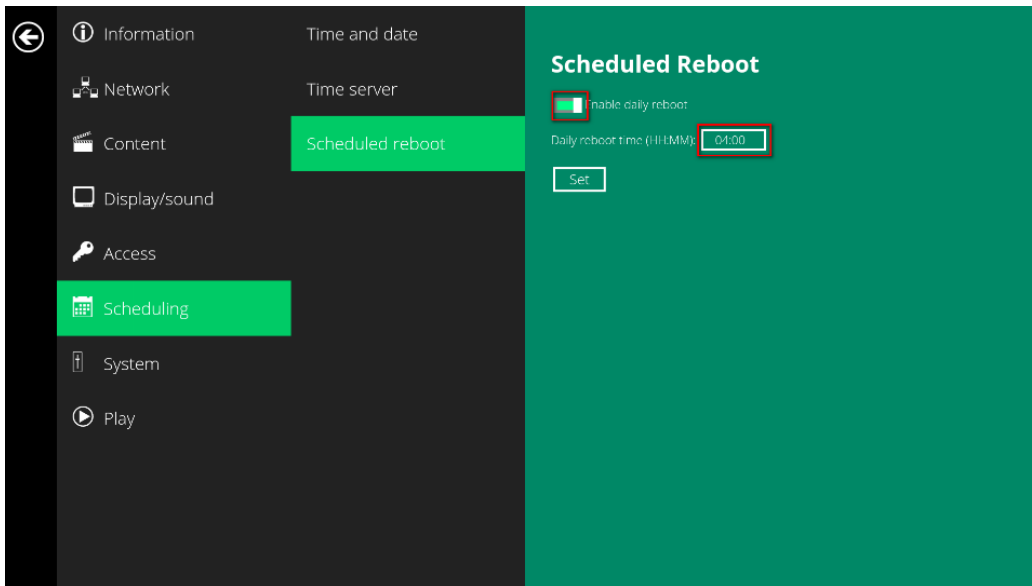 Information
Network
Content
Display/sound
Access
Scheduling
System
Play
Time and date
Time server
Scheduled reboot
Scheduled Reboot
Enable daily reboot
Daily reboot time (HH:MM): 04:00
Set